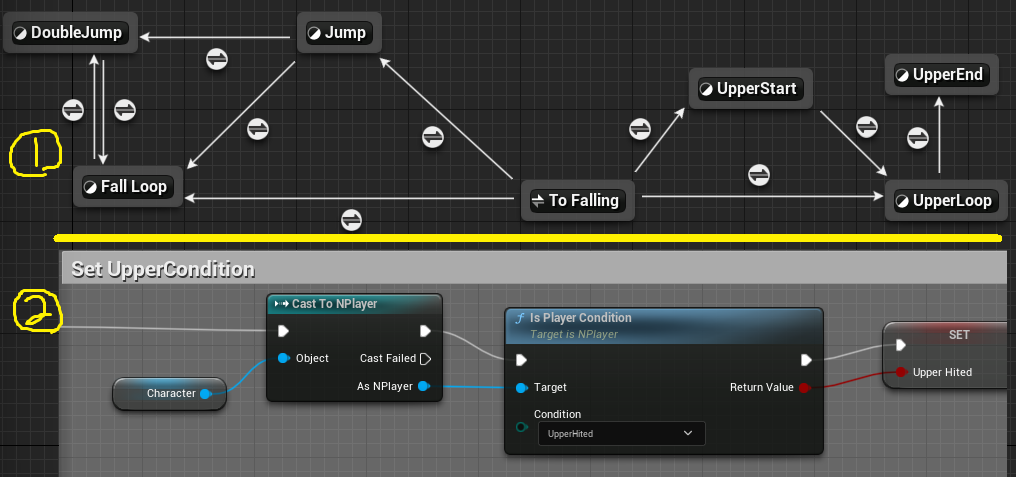 DoubleJump
Jump
UpperEnd
UpperStart
1
Fall Loop
To Falling
UpperLoop
Set UpperCondition
2
Cast To NPlayer
Object
Cast Failed
As NPlayer
Character
f Is Player Condition
Target is NPlayer
Target
Return Value
Condition
UpperHited
SET
Upper Hited